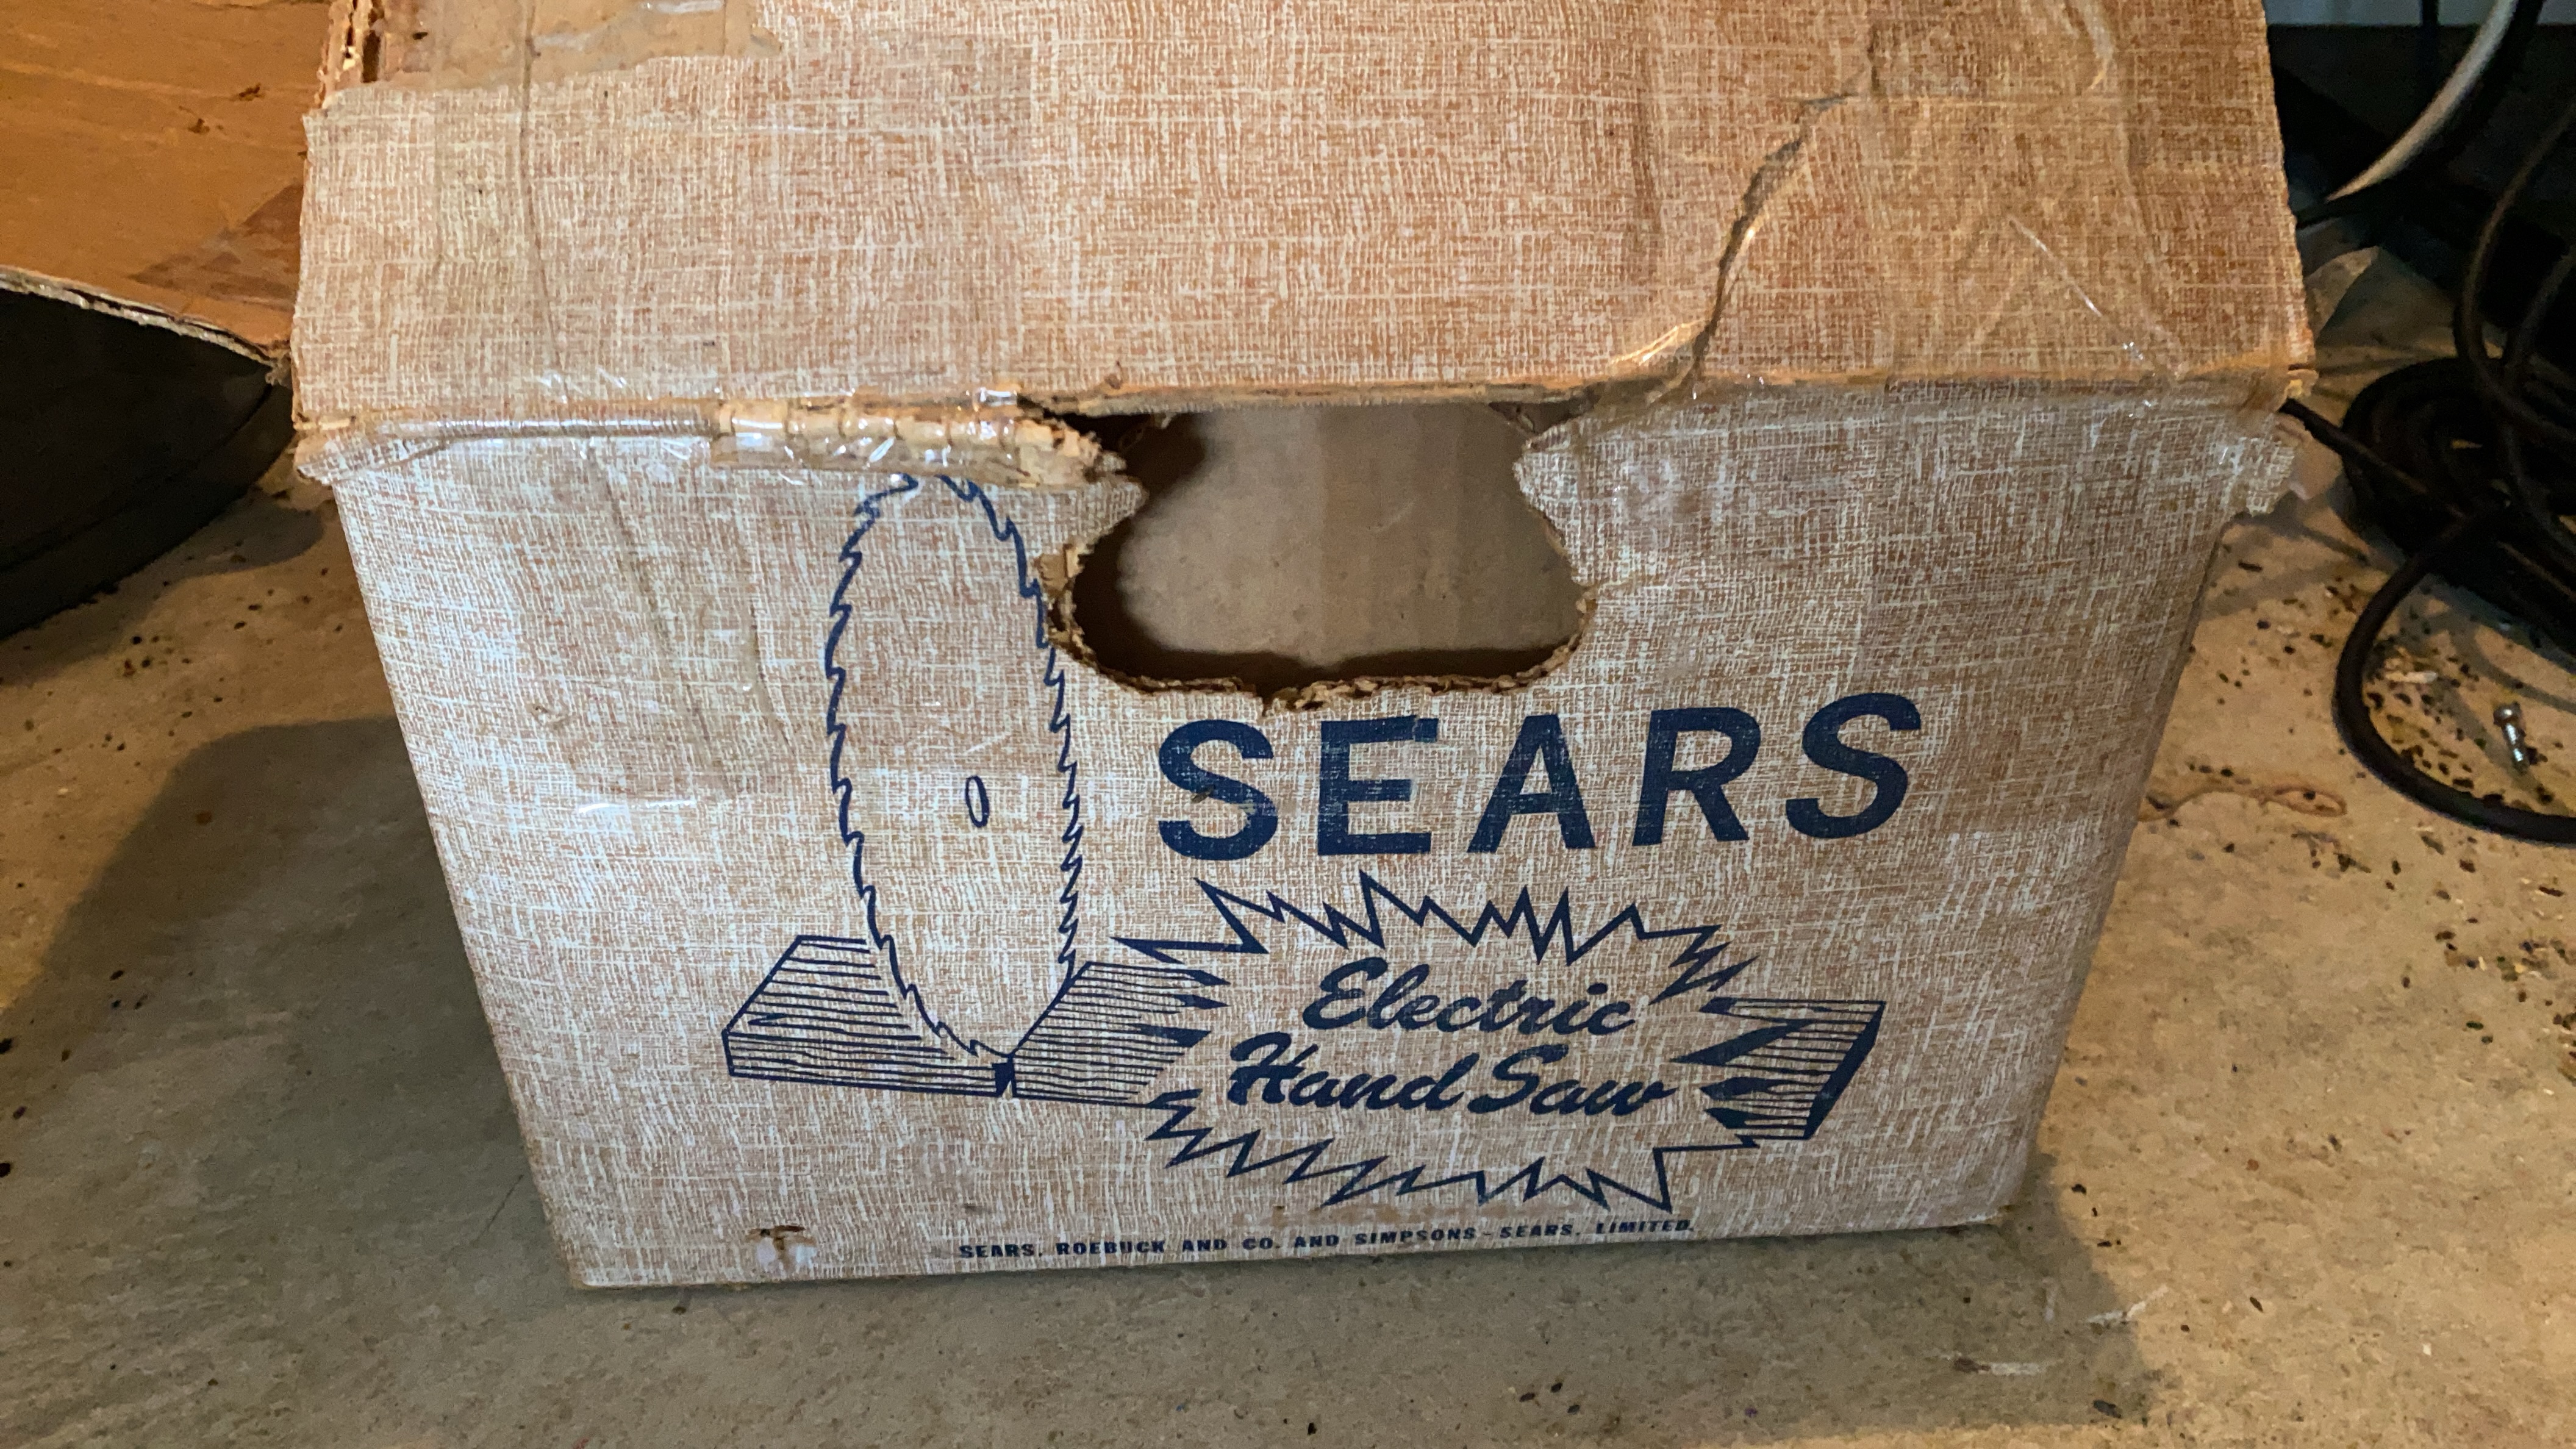 SEARS
Electric
Hand Saw
SEARS, ROEBUCK AND CO. AND SIMPSONS-SEARS, LIMITED.